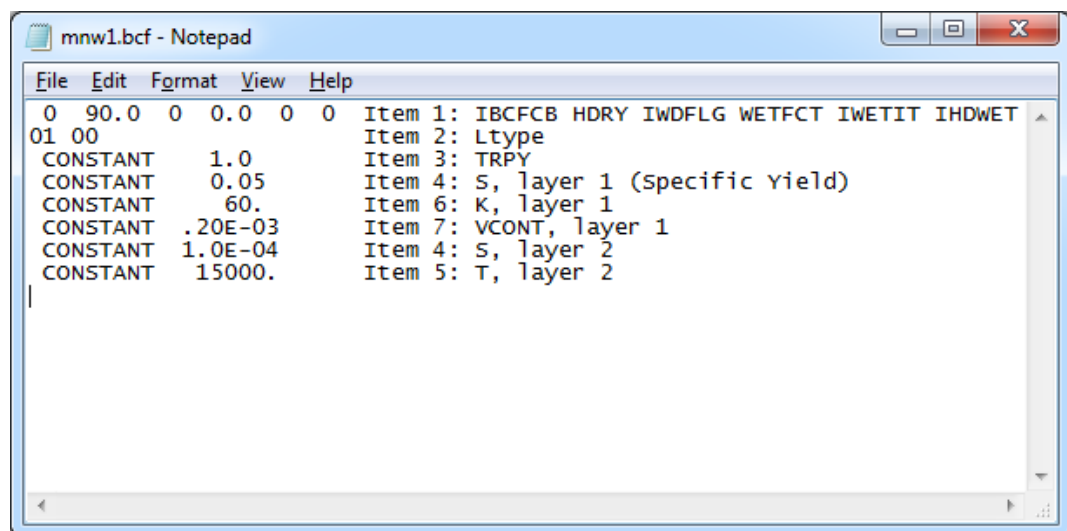 mnw1.bcf - Notepad
File Edit Format View Help
0 90.0 0 0.0 0 0 Item 1: IBCFCB HDRY IWDFLG WETFCT IWETIT IHDWET
01 00 Item 2: Ltype
CONSTANT 1.0 Item 3: TRPY
CONSTANT 0.05 Item 4: S, layer 1 (Specific Yield)
CONSTANT 60. Item 6: K, layer 1
CONSTANT .20E-03 Item 7: VCONT, layer 1
CONSTANT 1.0E-04 Item 4: S, layer 2
CONSTANT 15000. Item 5: T, layer 2